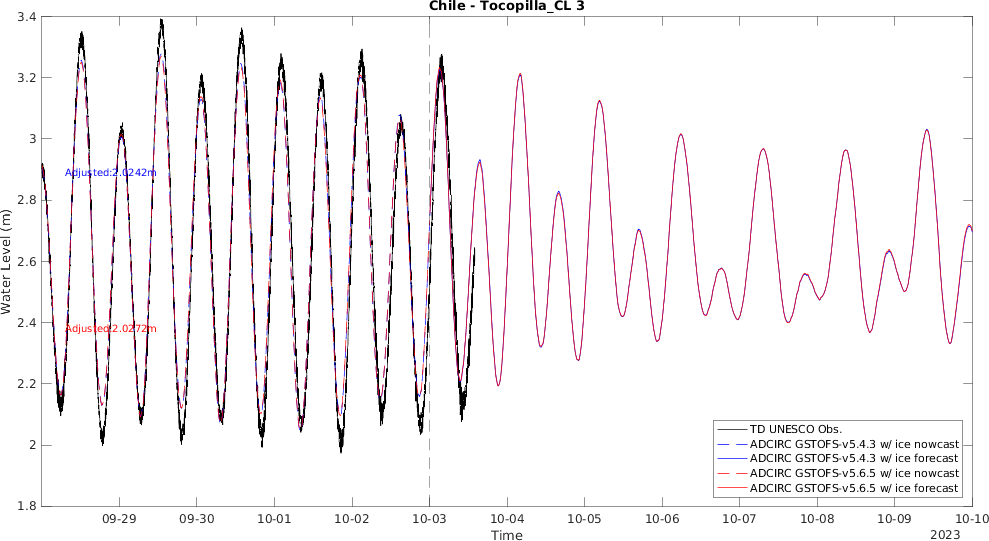 Chile - Tocopilla_CL 3
3.4
3.2
3
2.8
2.6
2.4
2.2
2
1.8
Water Level (m)
Adjusted:2.0242m
Adjusted:2.0272m
TD UNESCO Obs.
ADCIRC GSTOFS-v5.4.3 w/ ice nowcast
ADCIRC GSTOFS-v5.4.3 w/ ice forecast
ADCIRC GSTOFS-v5.6.5 w/ ice nowcast
ADCIRC GSTOFS-v5.6.5 w/ ice forecast
09-29 09-30 10-01 10-02 10-03 10-04 10-05 10-06 10-07 10-08 10-09 10-10
Time
2023